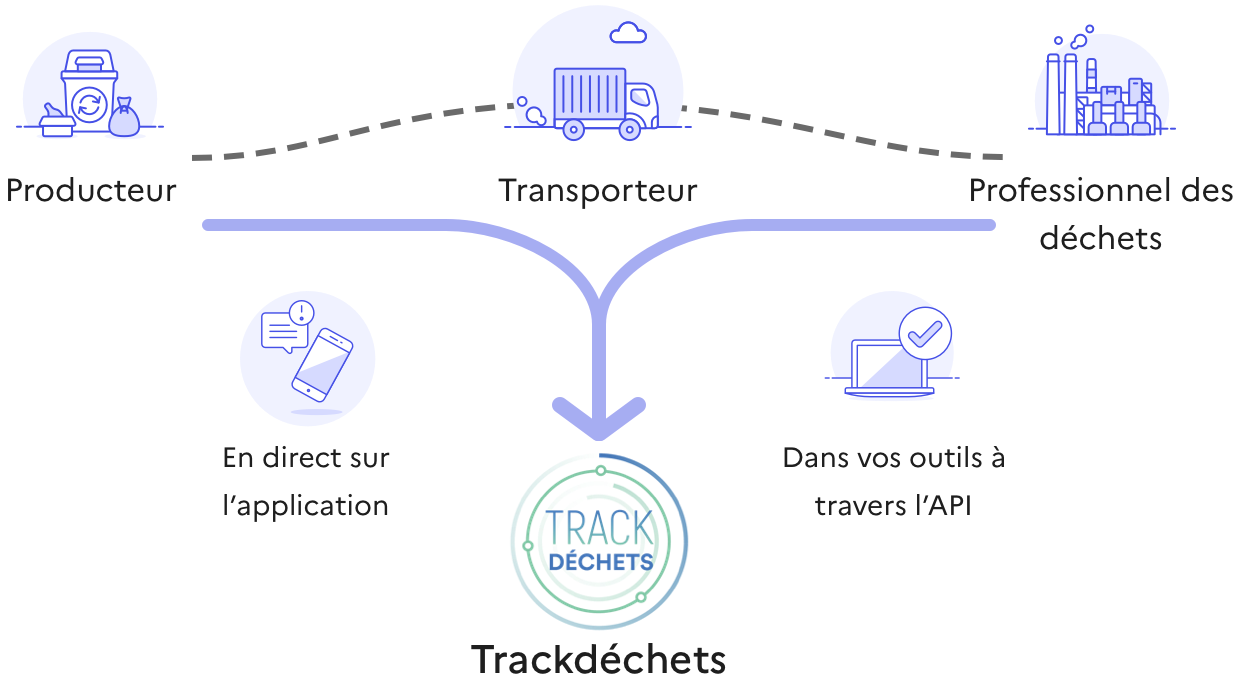 Producteur
Transporteur
Professionnel des
déchets
En direct sur
l’application
Dans vos outils à
travers l’API
TRACK
DÉCHETS
Trackdéchets